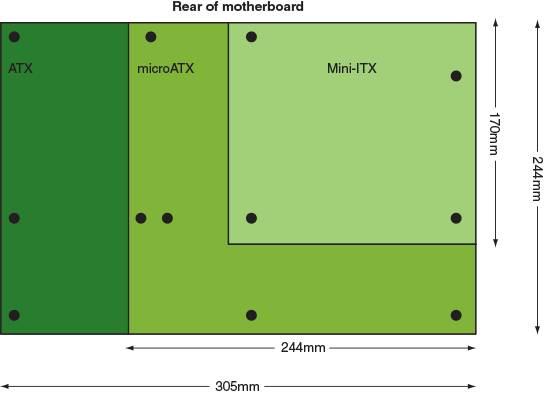 Rear of motherboard
ATX
microATX
Mini-ITX
170mm
244mm
244mm
305mm